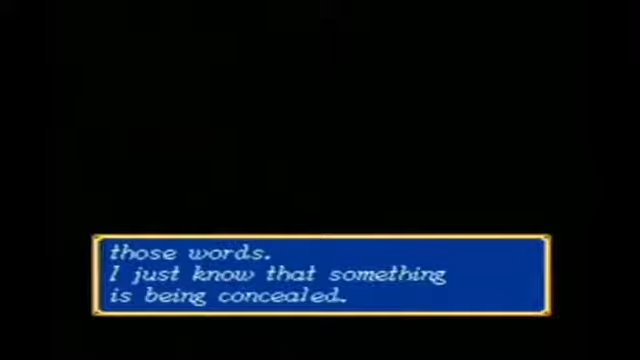 those words.
I just know that something
is being concealed.